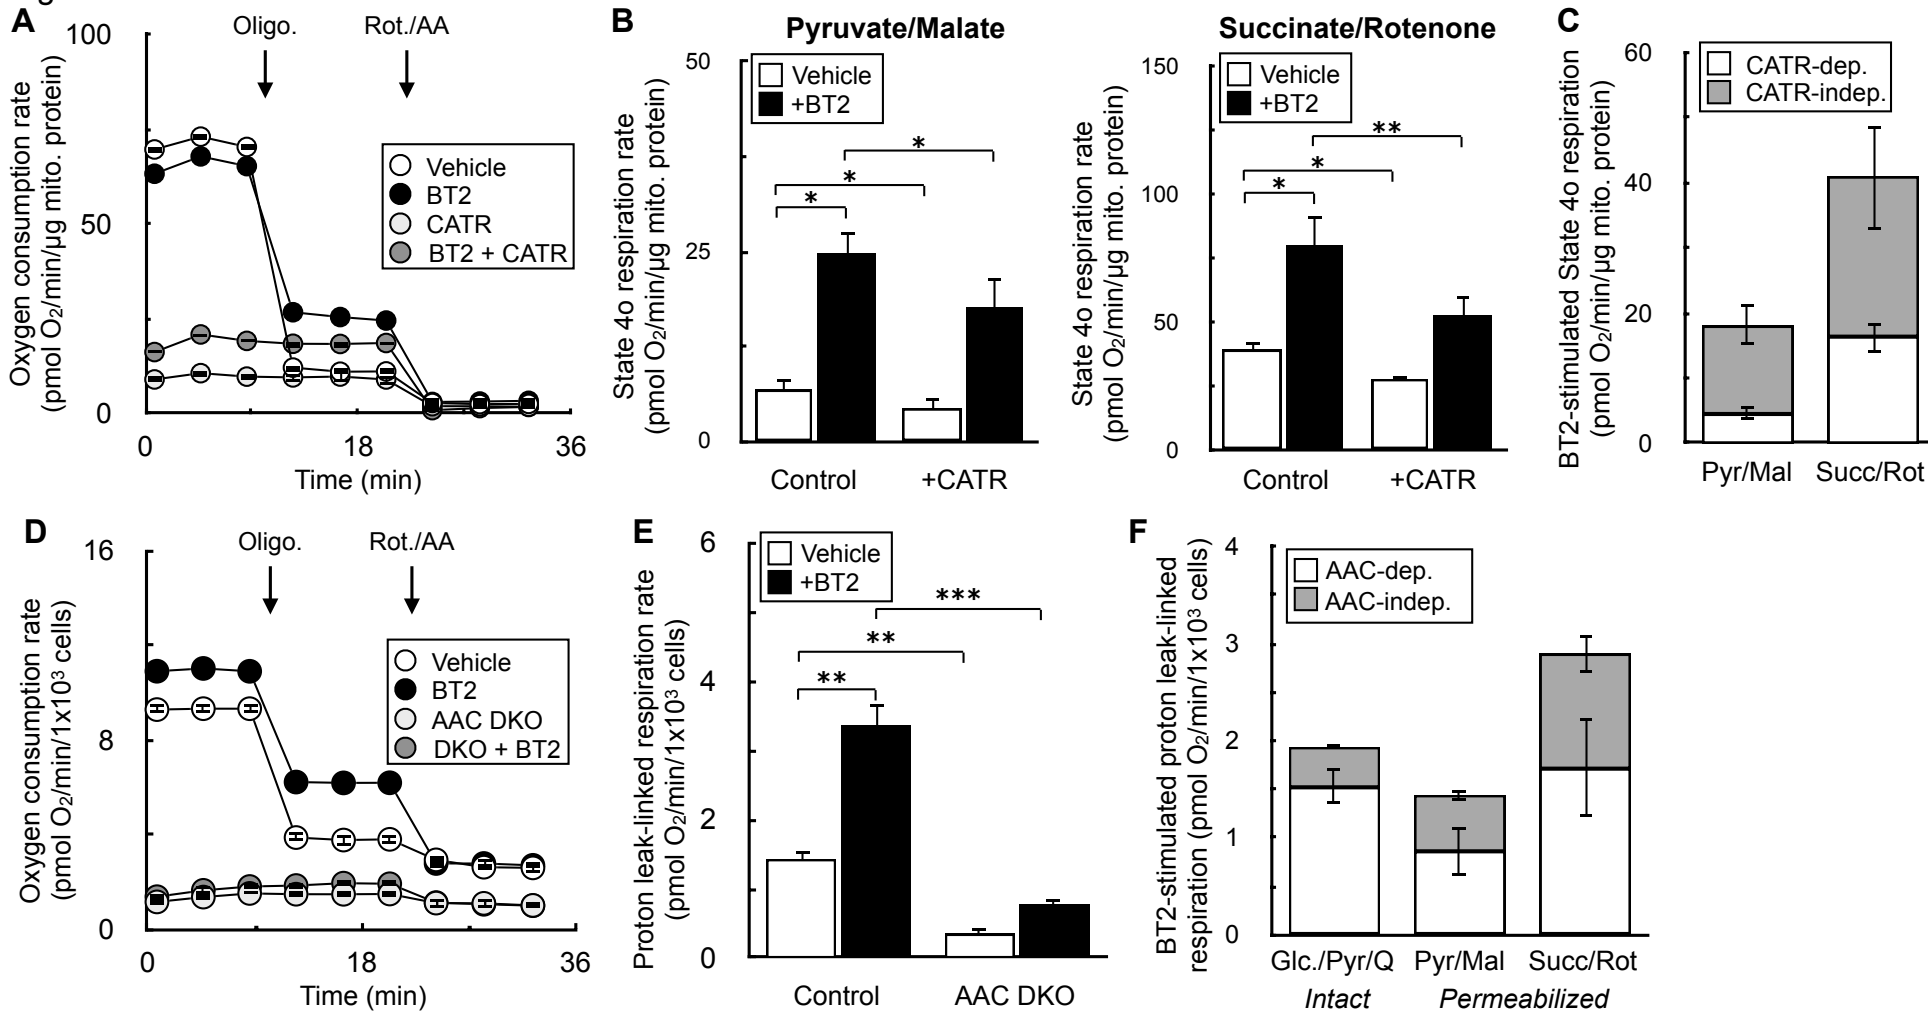 A
Oligo.
Rot./AA
100
50
0
Oxygen consumption rate
(pmol O₂/min/µg mito. protein)
Vehicle
BT2
CATR
BT2 + CATR
0
18
36
Time (min)
B
Pyruvate/Malate
50
25
0
State 4o respiration rate
(pmol O₂/min/µg mito. protein)
Vehicle
+BT2
*
*
*
Control
+CATR
Succinate/Rotenone
150
100
50
0
State 4o respiration rate
(pmol O₂/min/µg mito. protein)
Vehicle
+BT2
**
*
*
Control
+CATR
C
60
40
20
0
BT2-stimulated State 4o respiration
(pmol O₂/min/µg mito. protein)
CATR-dep.
CATR-indep.
Pyr/Mal
Succ/Rot
D
Oligo.
Rot./AA
16
8
0
Oxygen consumption rate
(pmol O₂/min/1x10³ cells)
Vehicle
BT2
AAC DKO
DKO + BT2
0
18
36
Time (min)
E
6
4
2
0
Proton leak-linked respiration rate
(pmol O₂/min/1x10³ cells)
Vehicle
+BT2
***
**
**
Control
AAC DKO
F
4
3
2
1
0
BT2-stimulated proton leak-linked
respiration (pmol O₂/min/1x10³ cells)
AAC-dep.
AAC-indep.
Glc./Pyr/Q
Pyr/Mal
Succ/Rot
Intact
Permeabilized